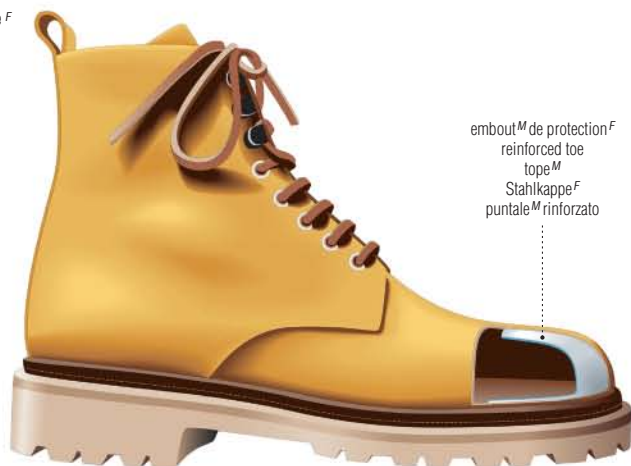 F
embout M de protection F
reinforced toe
tope M
Stahlkappe F
puntale M rinforzato